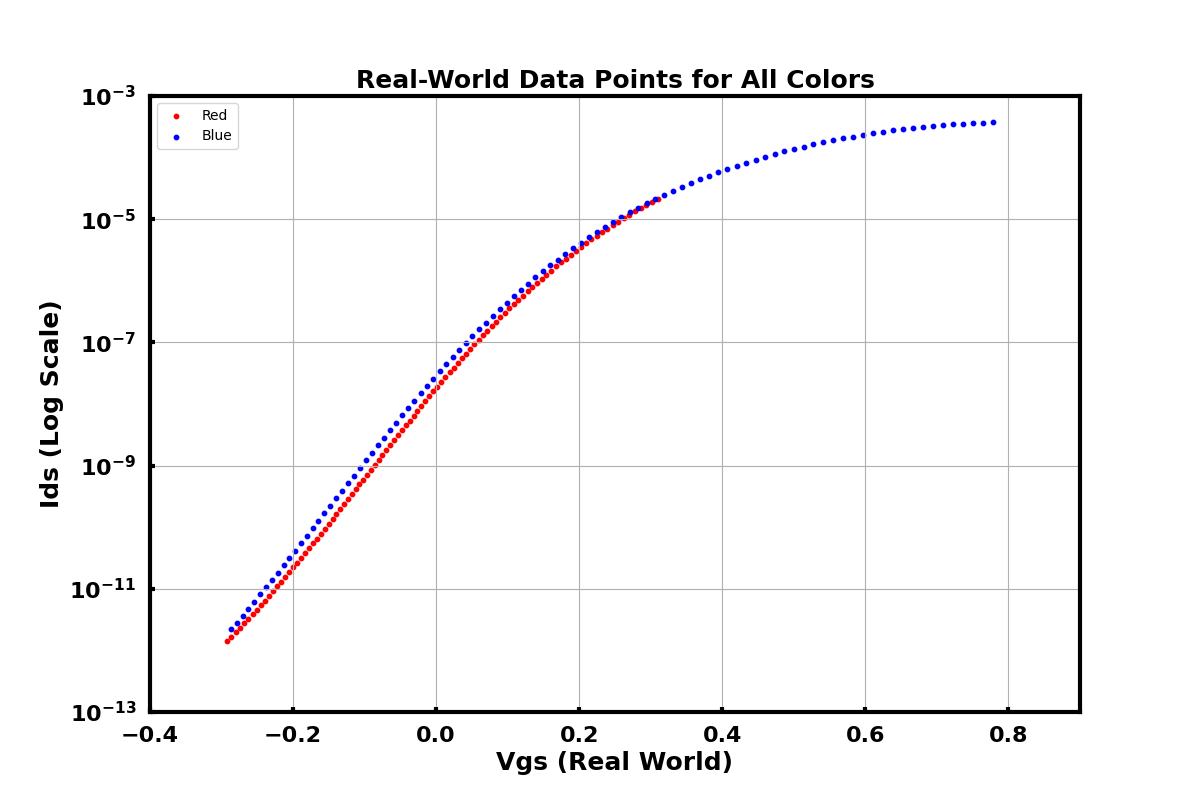 Real-World Data Points for All Colors
10⁻³
Red
Blue
10⁻⁵
10⁻⁷
10⁻⁹
10⁻¹¹
10⁻¹³
Ids (Log Scale)
−0.4 −0.2 0.0 0.2 0.4 0.6 0.8
Vgs (Real World)